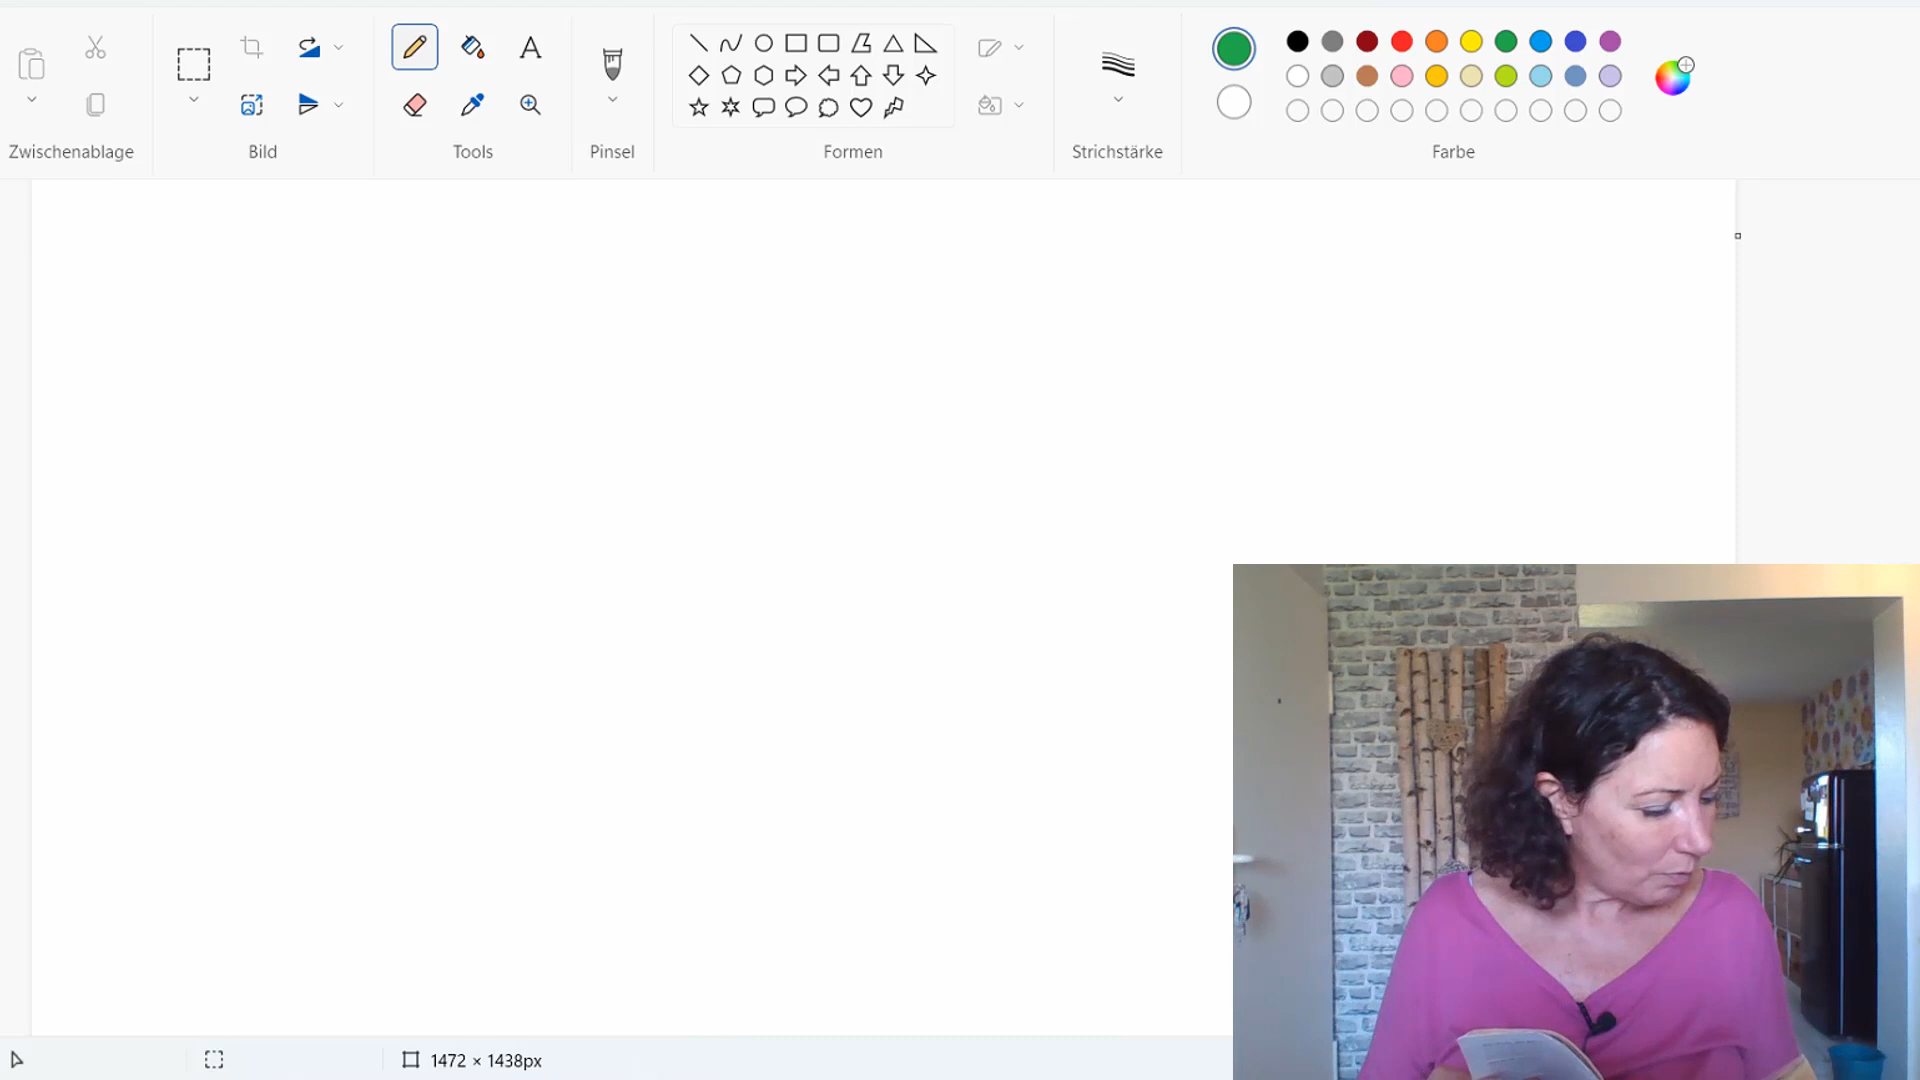 Zwischenablage
Bild
Tools
Pinsel
Formen
Strichstärke
Farbe
1472 × 1438px